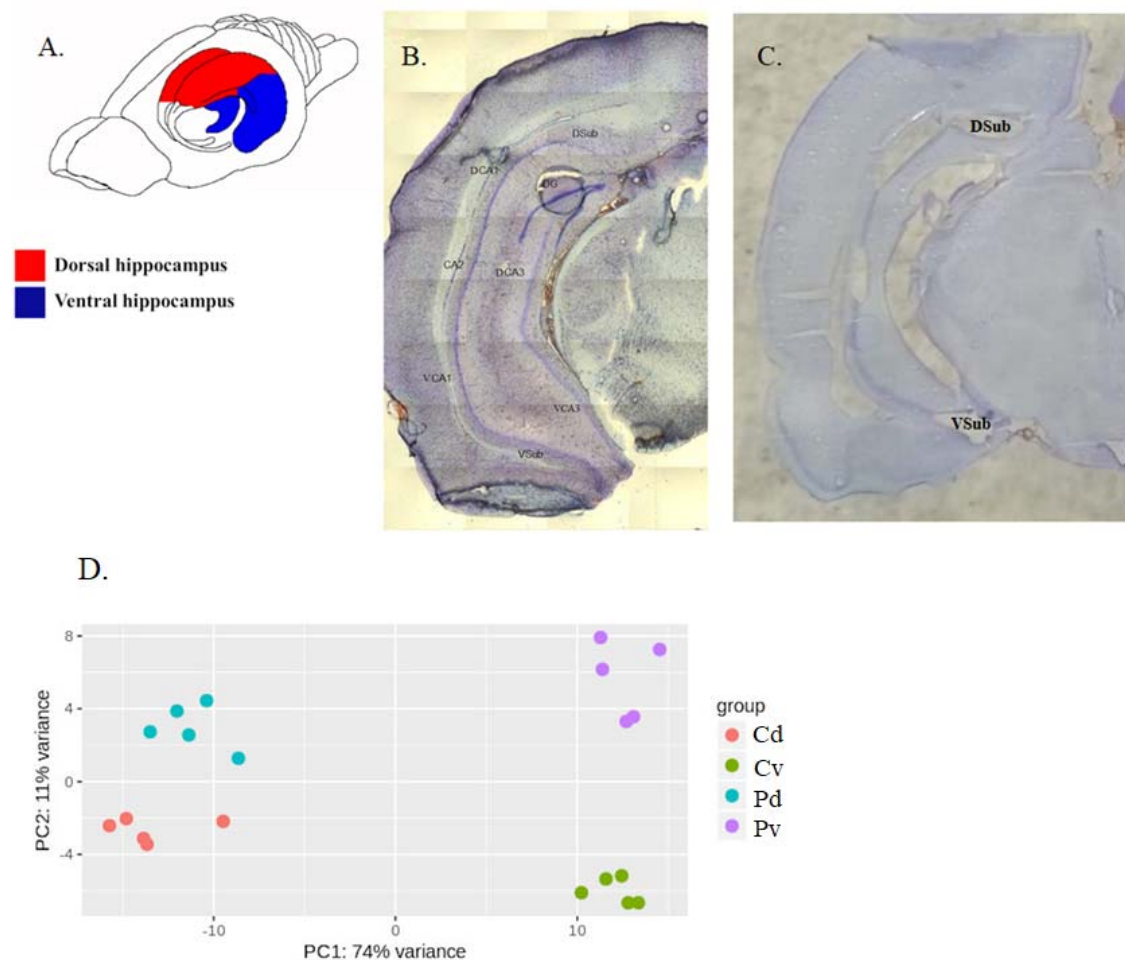 A.
Dorsal hippocampus
Ventral hippocampus
B.
DSub
DCA1
DG
CA2
DCA3
VCA1
VCA3
VSub
C.
DSub
VSub
D.
8
4
0
-4
-10
0
10
PC2: 11% variance
PC1: 74% variance
group
Cd
Cv
Pd
Pv